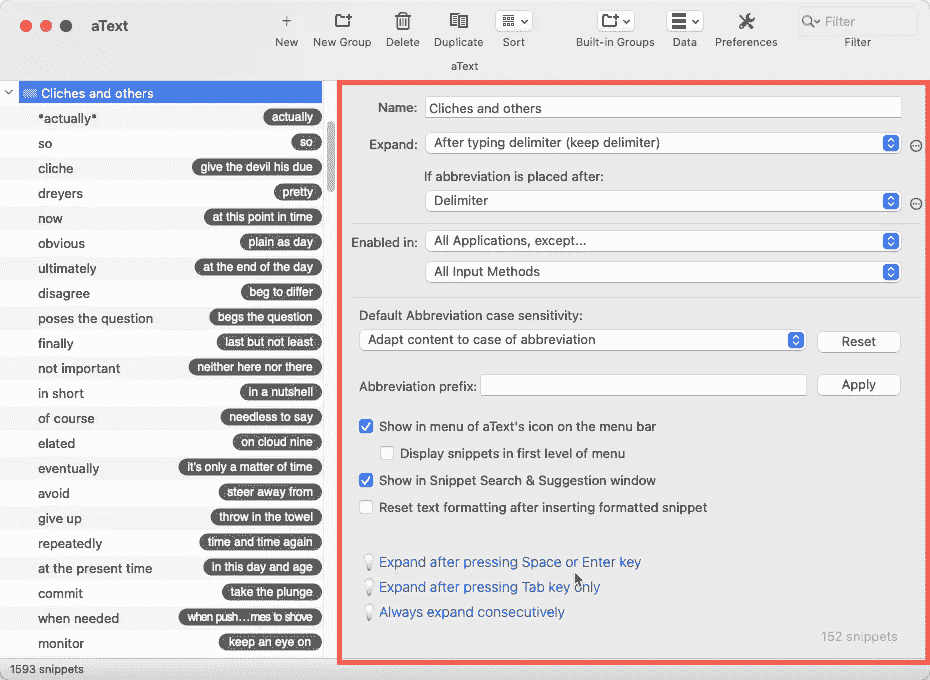 aText
New
New Group
Delete
Duplicate
Sort
Built-in Groups
Data
Preferences
Filter
Filter
aText
Cliches and others
*actually* actually
so so
cliche give the devil his due
dreyers pretty
now at this point in time
obvious plain as day
ultimately at the end of the day
disagree beg to differ
poses the question begs the question
finally last but not least
not important neither here nor there
in short in a nutshell
of course needless to say
elated on cloud nine
eventually it's only a matter of time
avoid steer away from
give up throw in the towel
repeatedly time and time again
at the present time in this day and age
commit take the plunge
when needed when push...mes to shove
monitor keep an eye on
1593 snippets
Name: Cliches and others
Expand: After typing delimiter (keep delimiter)
If abbreviation is placed after:
Delimiter
Enabled in: All Applications, except...
All Input Methods
Default Abbreviation case sensitivity:
Adapt content to case of abbreviation Reset
Abbreviation prefix: Apply
Show in menu of aText's icon on the menu bar
Display snippets in first level of menu
Show in Snippet Search & Suggestion window
Reset text formatting after inserting formatted snippet
Expand after pressing Space or Enter key
Expand after pressing Tab key only
Always expand consecutively
152 snippets